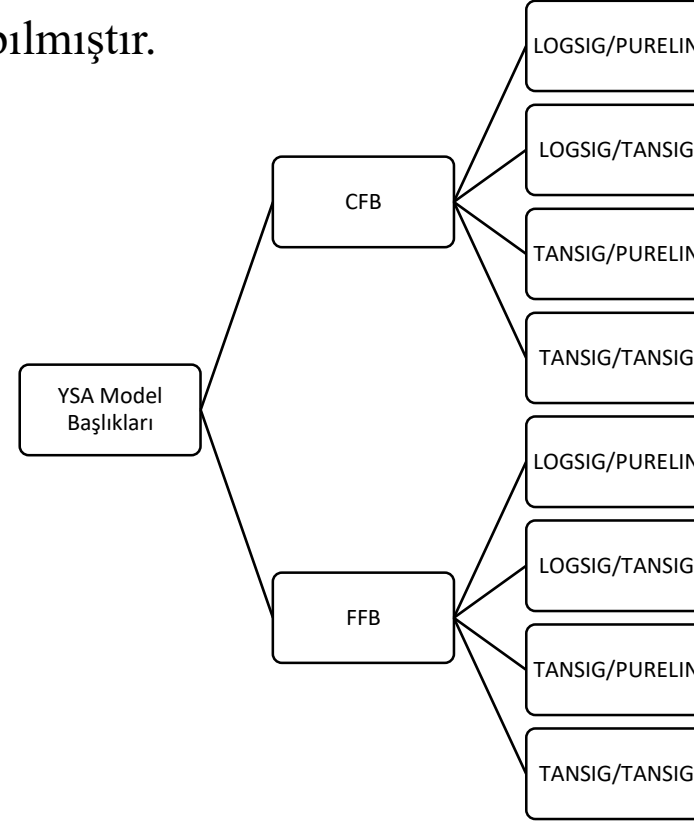 pılmıştır.
LOGSIG/PURELIN
LOGSIG/TANSIG
CFB
TANSIG/PURELIN
TANSIG/TANSIG
YSA Model
Başlıkları
LOGSIG/PURELIN
LOGSIG/TANSIG
FFB
TANSIG/PURELIN
TANSIG/TANSIG